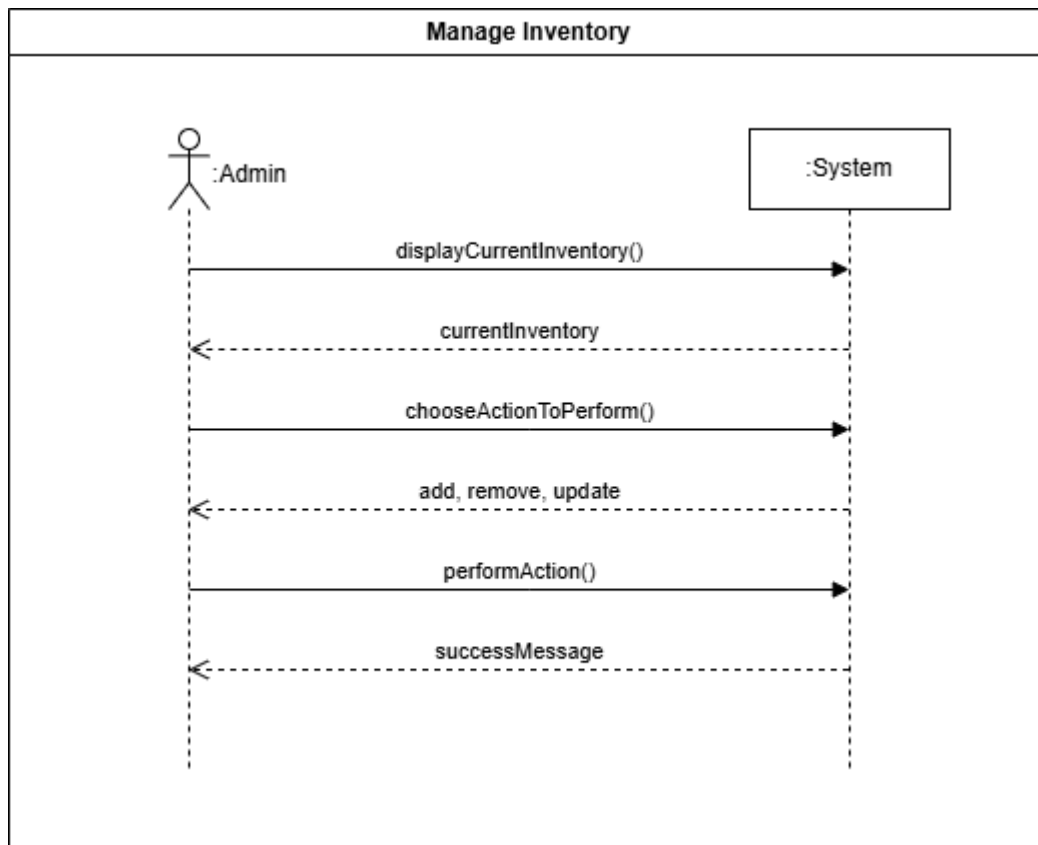 Manage Inventory
:Admin
:System
displayCurrentInventory()
currentInventory
chooseActionToPerform()
add, remove, update
performAction()
successMessage